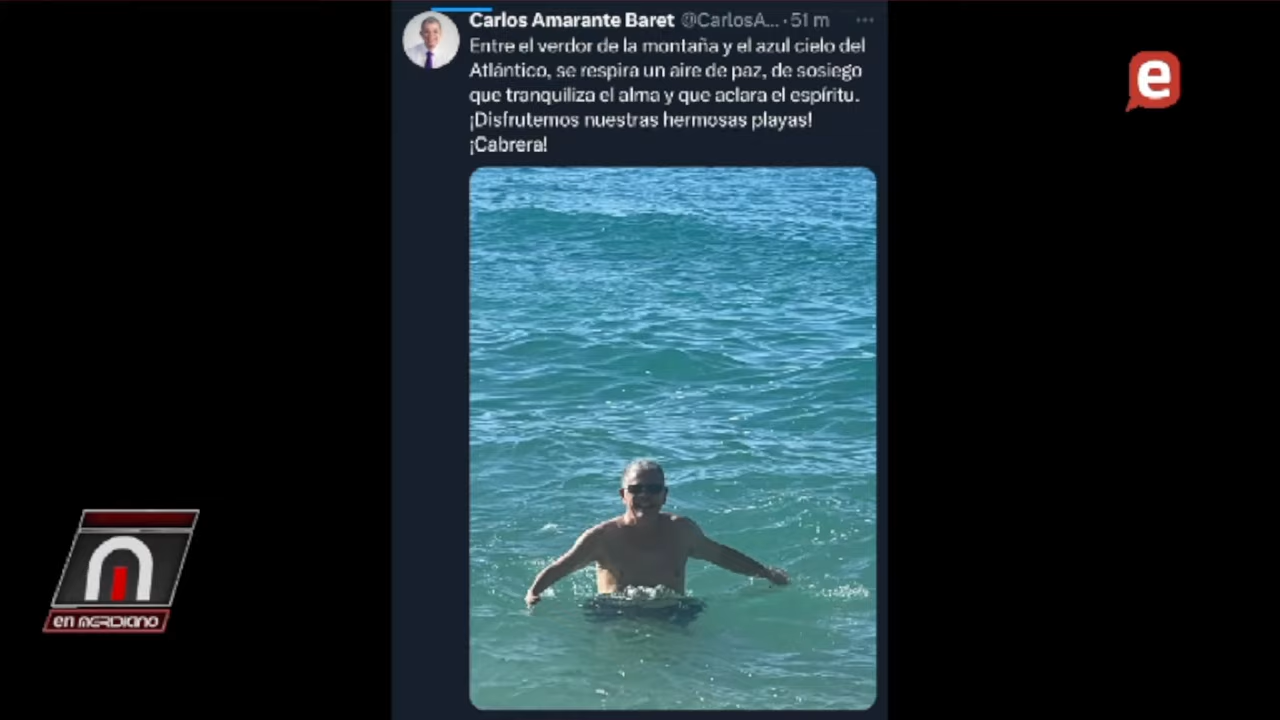 Carlos Amarante Baret @CarlosA... · 51 m
Entre el verdor de la montaña y el azul cielo del
Atlántico, se respira un aire de paz, de sosiego
que tranquiliza el alma y que aclara el espíritu.
¡Disfrutemos nuestras hermosas playas!
¡Cabrera!
e
en MERIDIANO